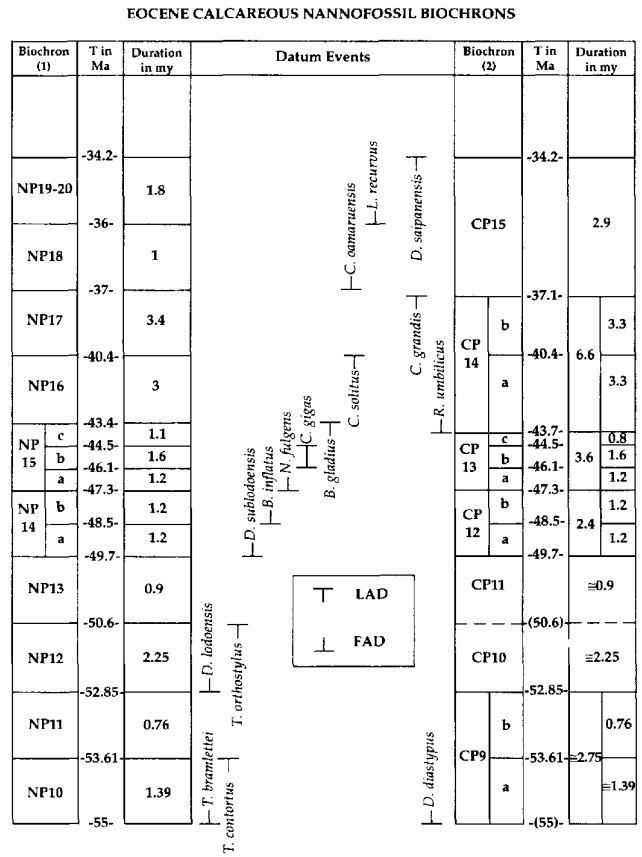 EOCENE CALCAREOUS NANNOFOSSIL BIOCHRONS
Biochron (1) T in Ma Duration in my Datum Events Biochron (2) T in Ma Duration in my
-34.2- -34.2-
NP19-20 1.8 L. recurvus D. saipanensis CP15 2.9
-36-
NP18 1 C. oamaruensis
-37- -37.1-
NP17 3.4 C. grandis CP 14 b 6.6 3.3
-40.4- -40.4-
NP16 3 C. solitus R. umbilicus a 3.3
-43.4- -43.7-
NP 15 c 1.1 C. gigas B. gladius CP 13 c 3.6 0.8
-44.5- -44.5-
b 1.6 N. fulgens b 1.6
-46.1- -46.1-
a 1.2 a 1.2
-47.3- -47.3-
NP 14 b 1.2 B. inflatus CP 12 b 2.4 1.2
-48.5- -48.5-
a 1.2 D. sublodoensis a 1.2
-49.7- -49.7-
NP13 0.9 CP11 ≅0.9
LAD
-50.6- -(50.6)-
FAD
NP12 2.25 D. lodoensis T. orthostylus CP10 ≅2.25
-52.85- -52.85-
NP11 0.76 CP9 b 0.76
-53.61- -53.61- ≅2.75
NP10 1.39 T. bramlettei T. contortus D. diastypus a ≅1.39
-55- -(55)-